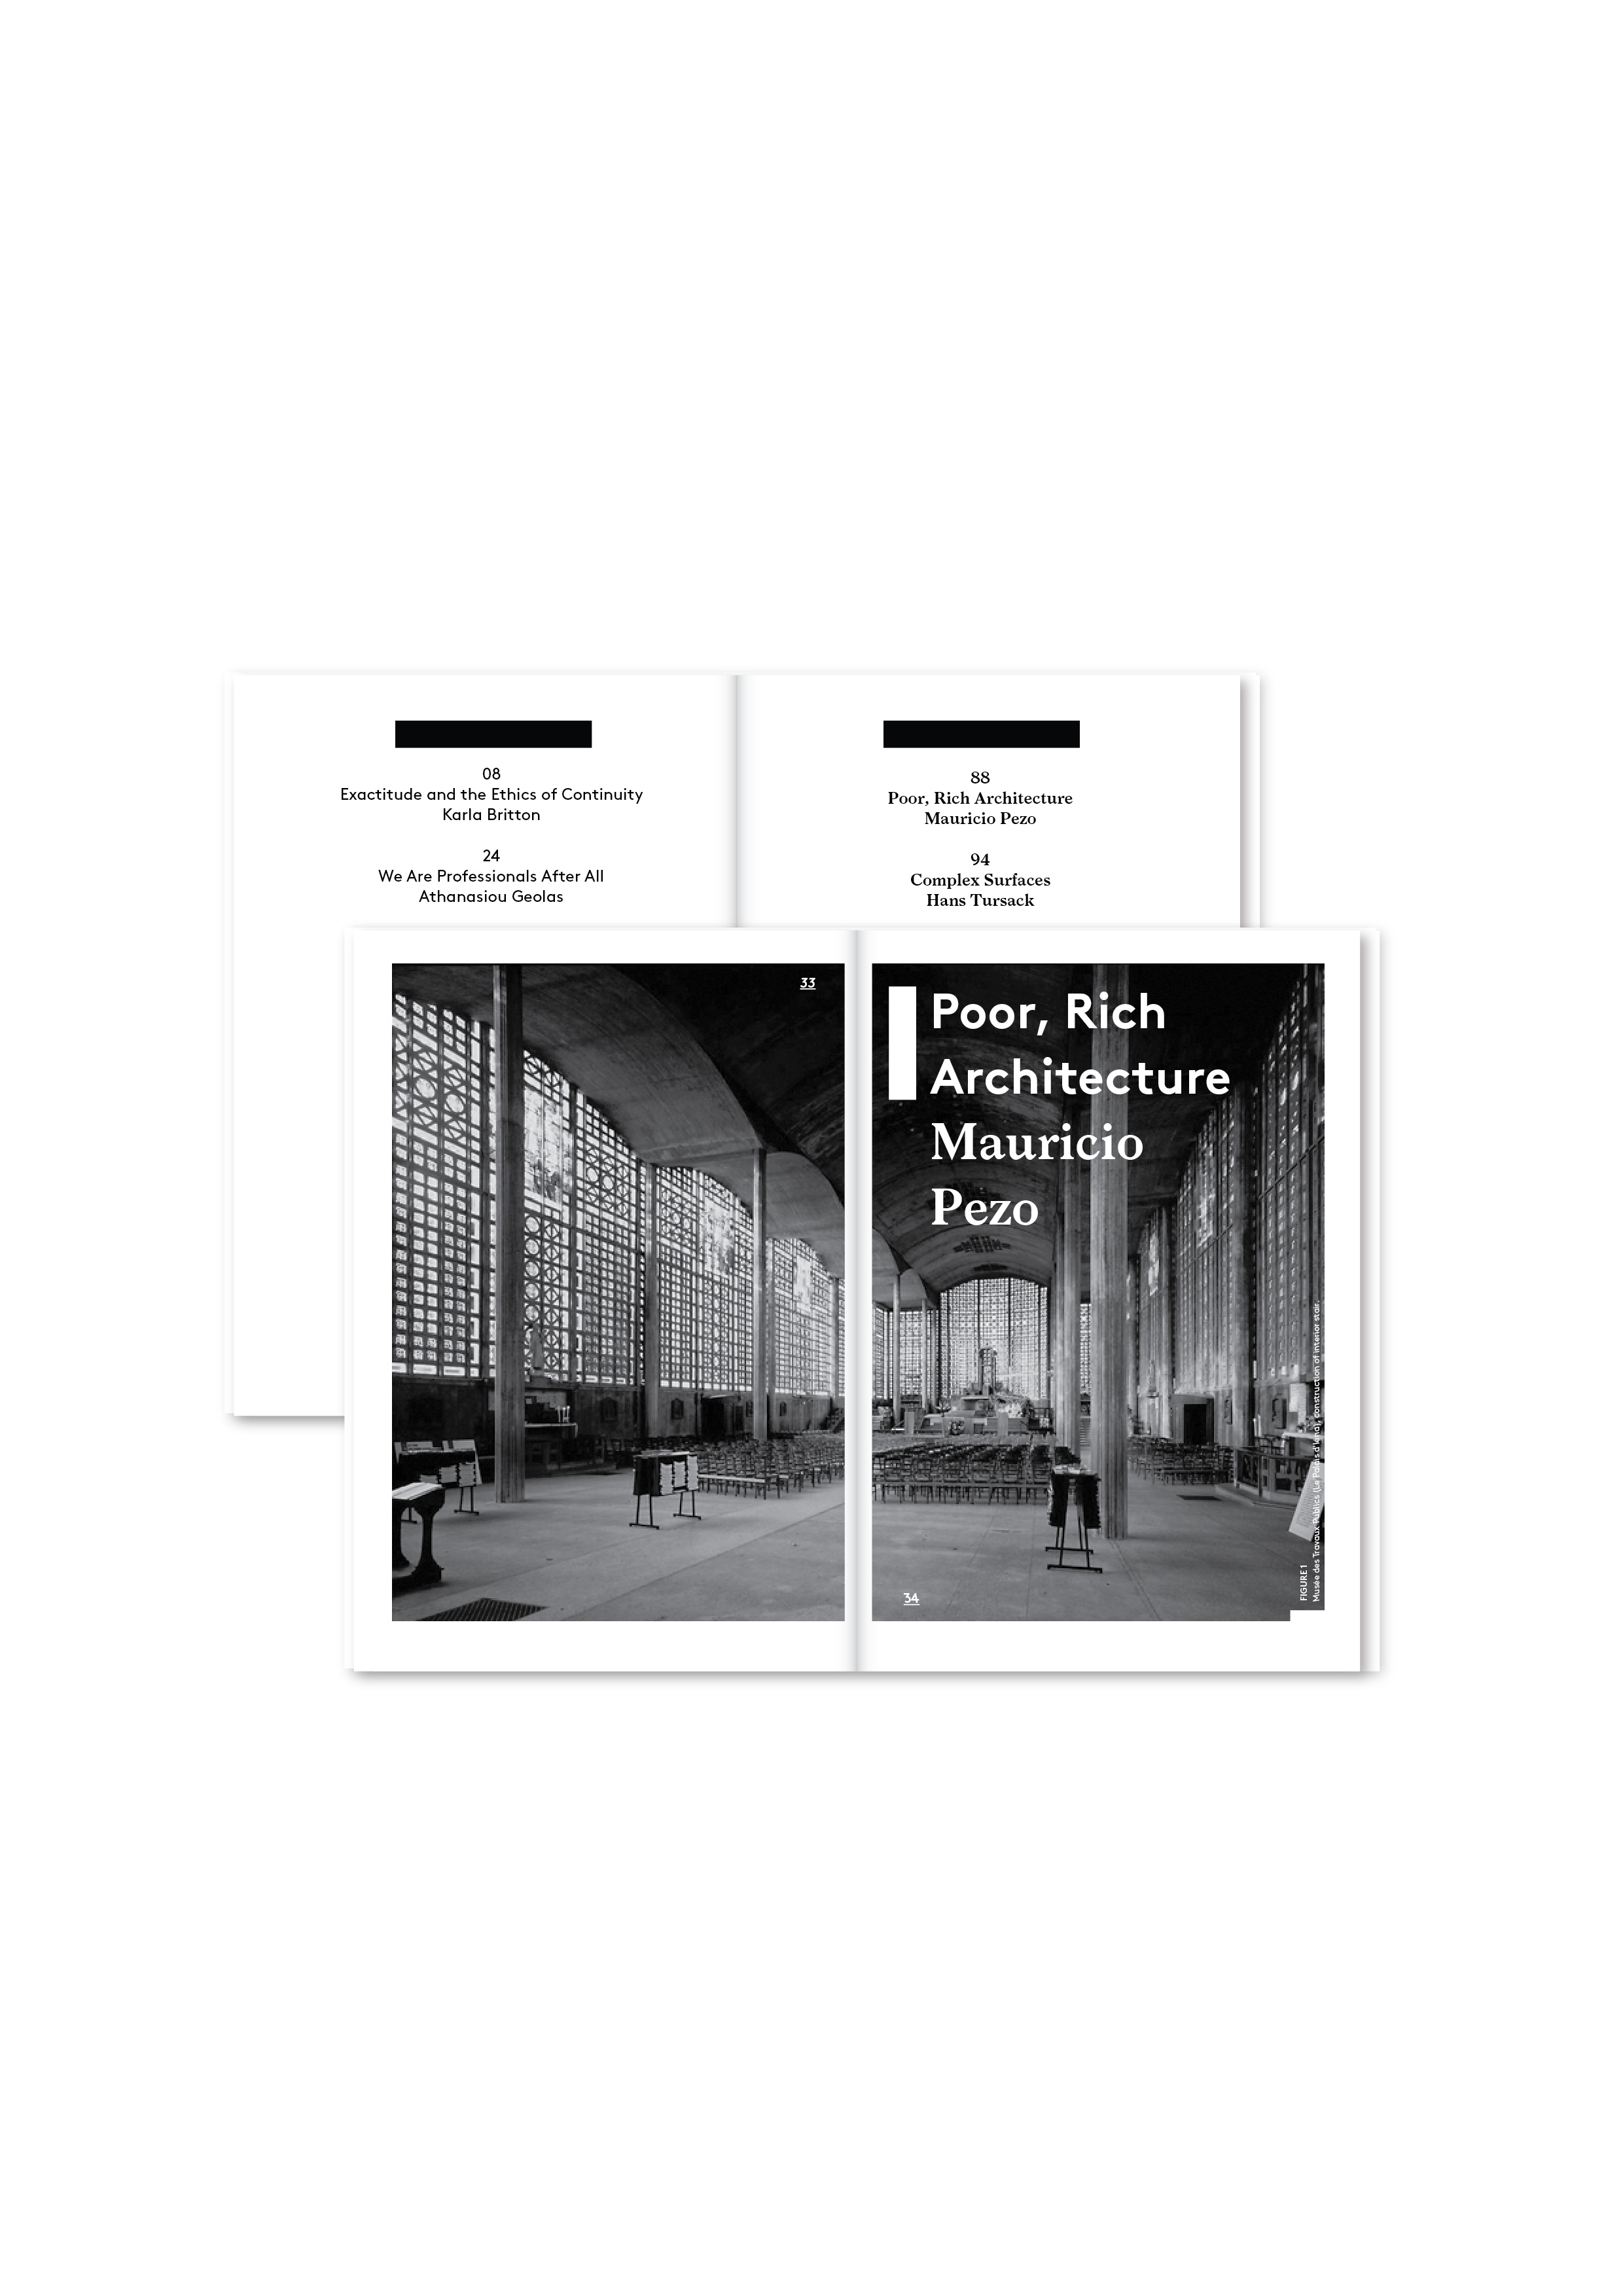 08
Exactitude and the Ethics of Continuity
Karla Britton
24
We Are Professionals After All
Athanasiou Geolas
88
Poor, Rich Architecture
Mauricio Pezo
94
Complex Surfaces
Hans Tursack
33
Poor, Rich
Architecture
Mauricio
Pezo
34
FIGURE 1
Musée des Travaux Publics (Le Palais d'Iéna), construction of interior stair.